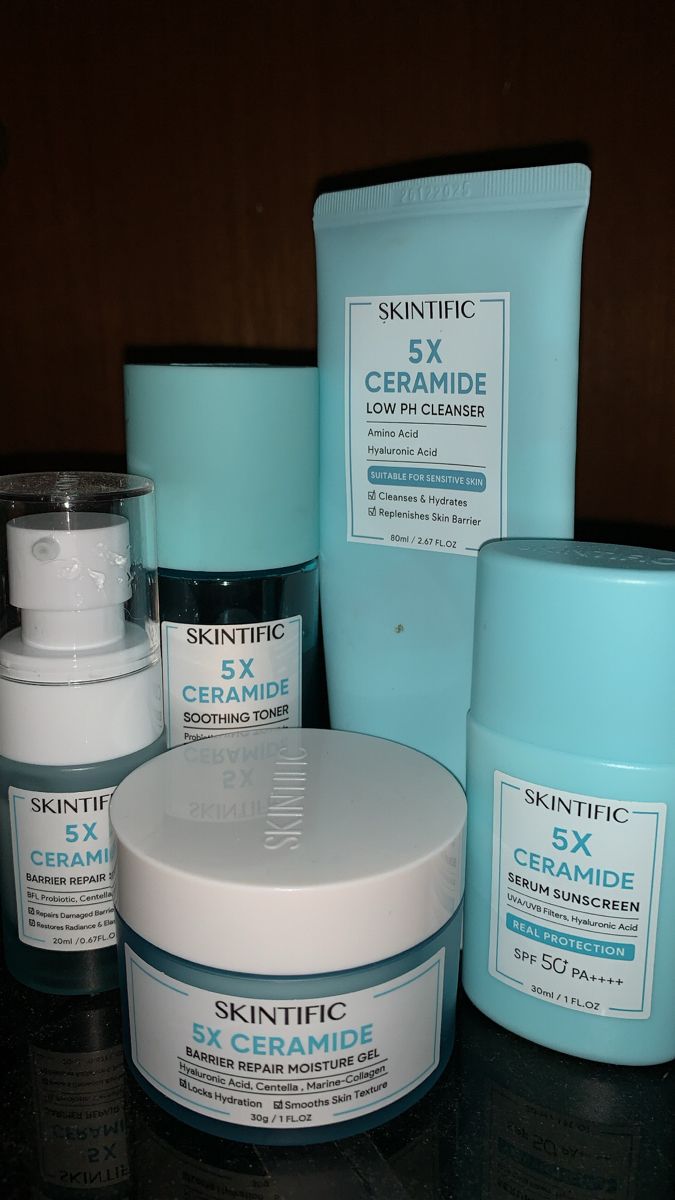 26122025
SKINTIFIC
5X
CERAMIDE
LOW PH CLEANSER
Amino Acid
Hyaluronic Acid
SUITABLE FOR SENSITIVE SKIN
Cleanses & Hydrates
Replenishes Skin Barrier
80ml / 2.67 FL.OZ
SKINTIFIC
5X
CERAMIDE
SOOTHING TONER
SKINTIFIC
5X
BARRIER REPAIR
BFL Probiotic, Centella,
Repairs Damaged
Restores Radiance &
20ml / 0.67FL.O
SKINTIFIC
SKINTIFIC
5X CERAMIDE
BARRIER REPAIR MOISTURE GEL
Hyaluronic Acid, Centella , Marine-Collagen
Locks Hydration Smooths Skin Texture
30g / 1 FL.OZ
SKINTIFIC
5X
CERAMIDE
SERUM SUNSCREEN
UVA/UVB Filters, Hyaluronic Acid
REAL PROTECTION
SPF 50+ PA++++
30ml / 1 FL.OZ